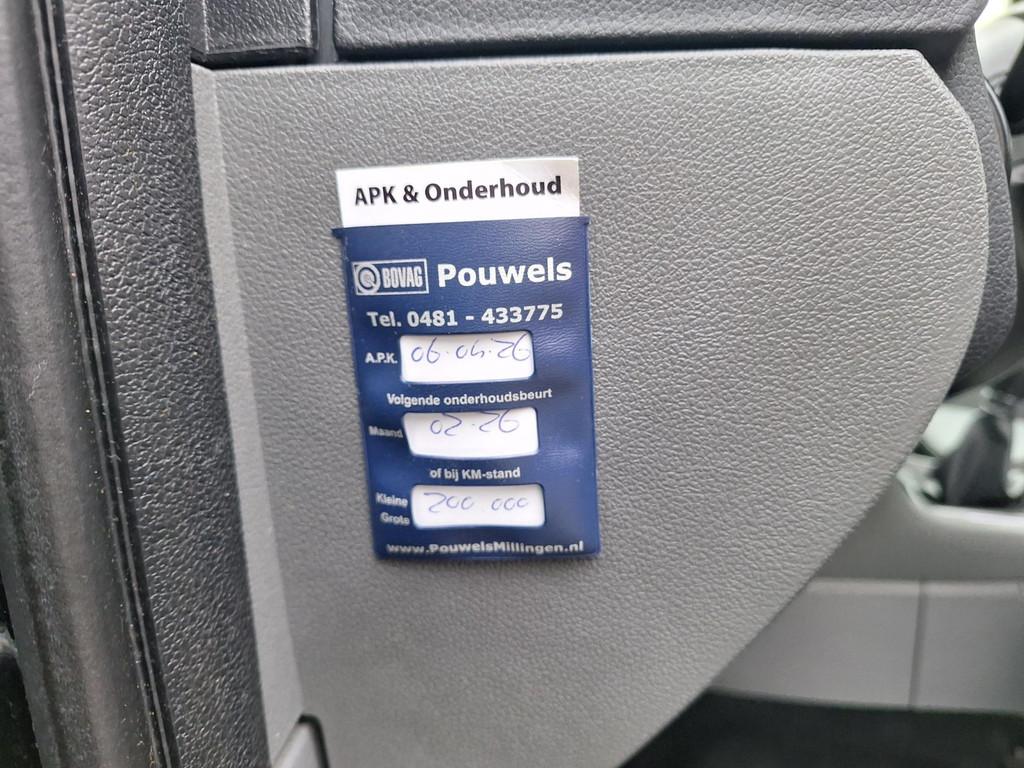 APK & Onderhoud
BOVAG Pouwels
Tel. 0481 - 433775
A.P.K. 06.04.26
Volgende onderhoudsbeurt
Maand 02.26
of bij KM-stand
Kleine 200 000
Grote
www.PouwelsMillingen.nl